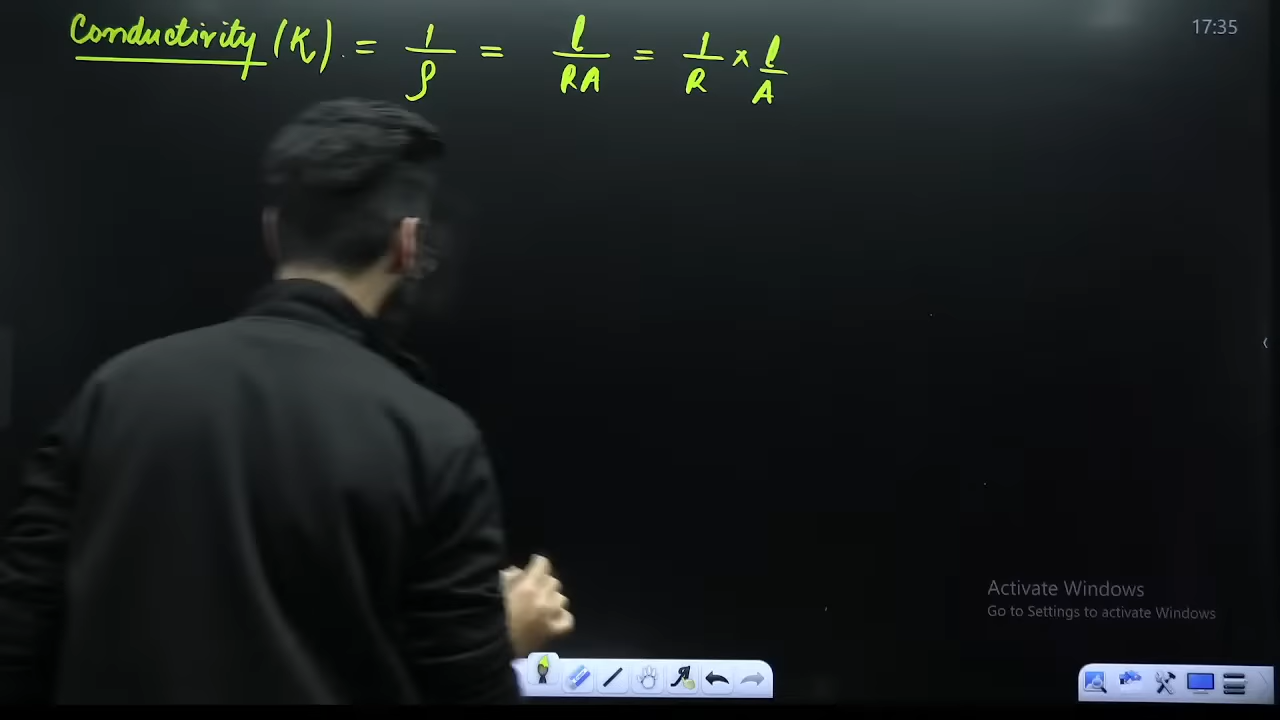 Conductivity (K) = 1/ρ = l/RA = 1/R × l/A
17:35
Activate Windows
Go to Settings to activate Windows